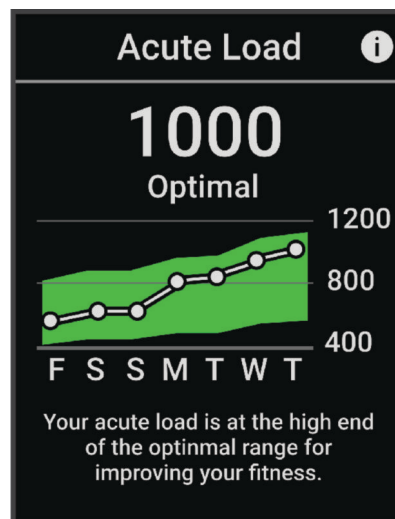 Acute Load i
1000
Optimal
1200
800
400
F S S M T W T
Your acute load is at the high end
of the optinmal range for
improving your fitness.